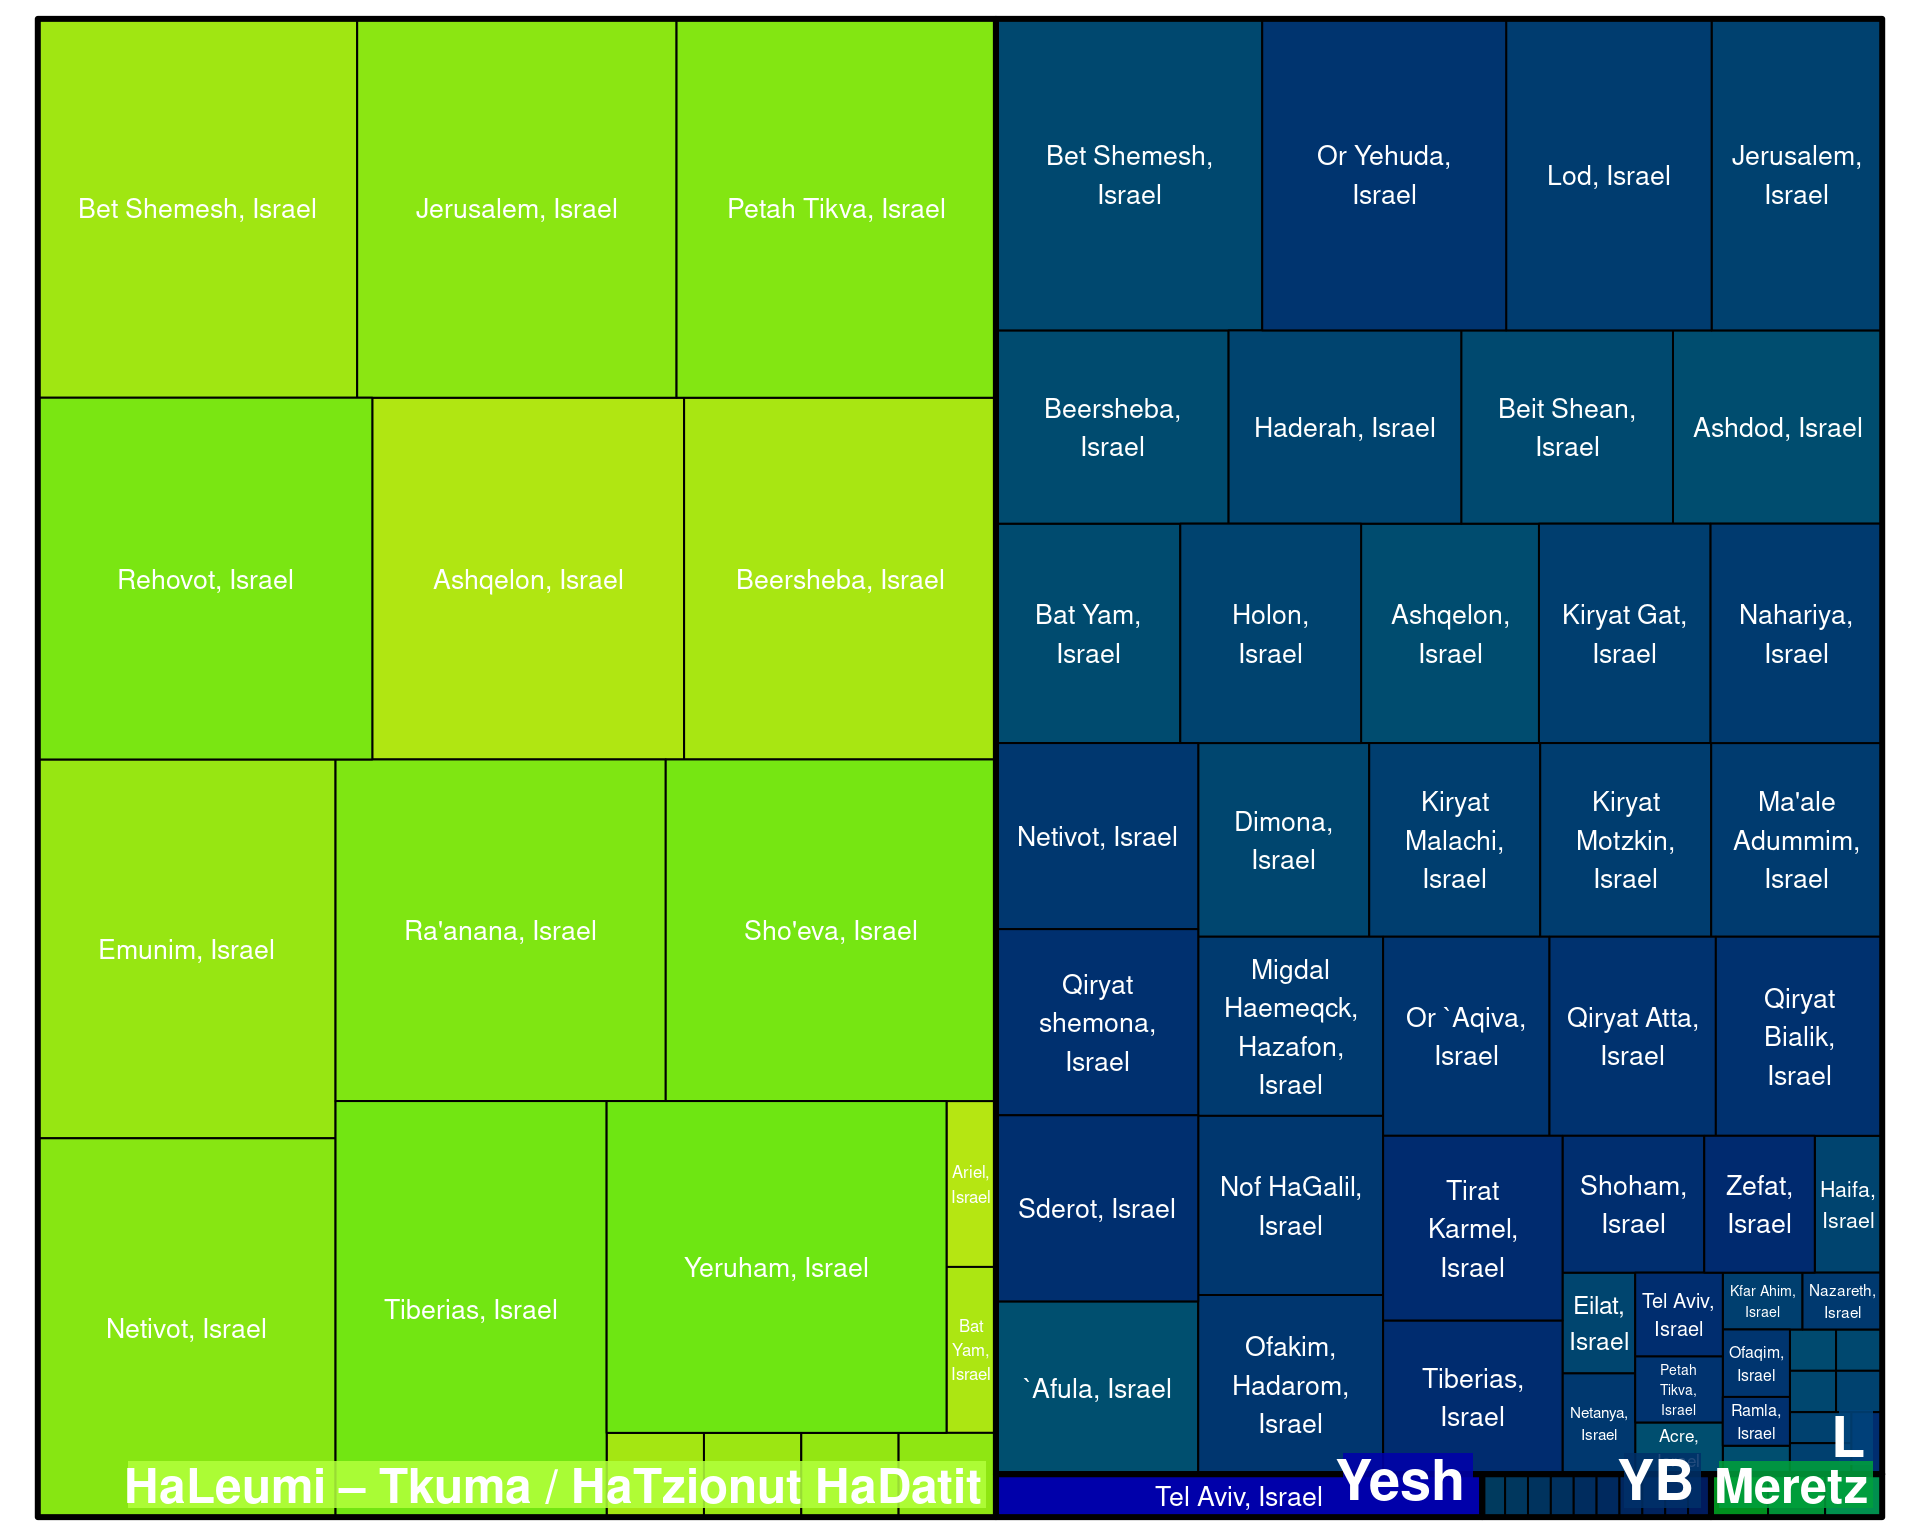 Bet Shemesh, Israel
Jerusalem, Israel
Petah Tikva, Israel
Rehovot, Israel
Ashqelon, Israel
Beersheba, Israel
Emunim, Israel
Ra'anana, Israel
Sho'eva, Israel
Netivot, Israel
Tiberias, Israel
Yeruham, Israel
Ariel,
Israel
Bat
Yam,
Israel
HaLeumi – Tkuma / HaTzionut HaDatit
Bet Shemesh,
Israel
Or Yehuda,
Israel
Lod, Israel
Jerusalem,
Israel
Beersheba,
Israel
Haderah, Israel
Beit Shean,
Israel
Ashdod, Israel
Bat Yam,
Israel
Holon,
Israel
Ashqelon,
Israel
Kiryat Gat,
Israel
Nahariya,
Israel
Netivot, Israel
Dimona,
Israel
Kiryat
Malachi,
Israel
Kiryat
Motzkin,
Israel
Ma'ale
Adummim,
Israel
Qiryat
shemona,
Israel
Migdal
Haemeqck,
Hazafon,
Israel
Or `Aqiva,
Israel
Qiryat Atta,
Israel
Qiryat
Bialik,
Israel
Sderot, Israel
Nof HaGalil,
Israel
Tirat
Karmel,
Israel
Shoham,
Israel
Zefat,
Israel
Haifa,
Israel
`Afula, Israel
Ofakim,
Hadarom,
Israel
Tiberias,
Israel
Eilat,
Israel
Tel Aviv,
Israel
Kfar Ahim,
Israel
Nazareth,
Israel
Netanya,
Israel
Petah
Tikva,
Israel
Ofaqim,
Israel
Ramla,
Israel
Acre,
L
Tel Aviv, Israel
Yesh
YB
Meretz